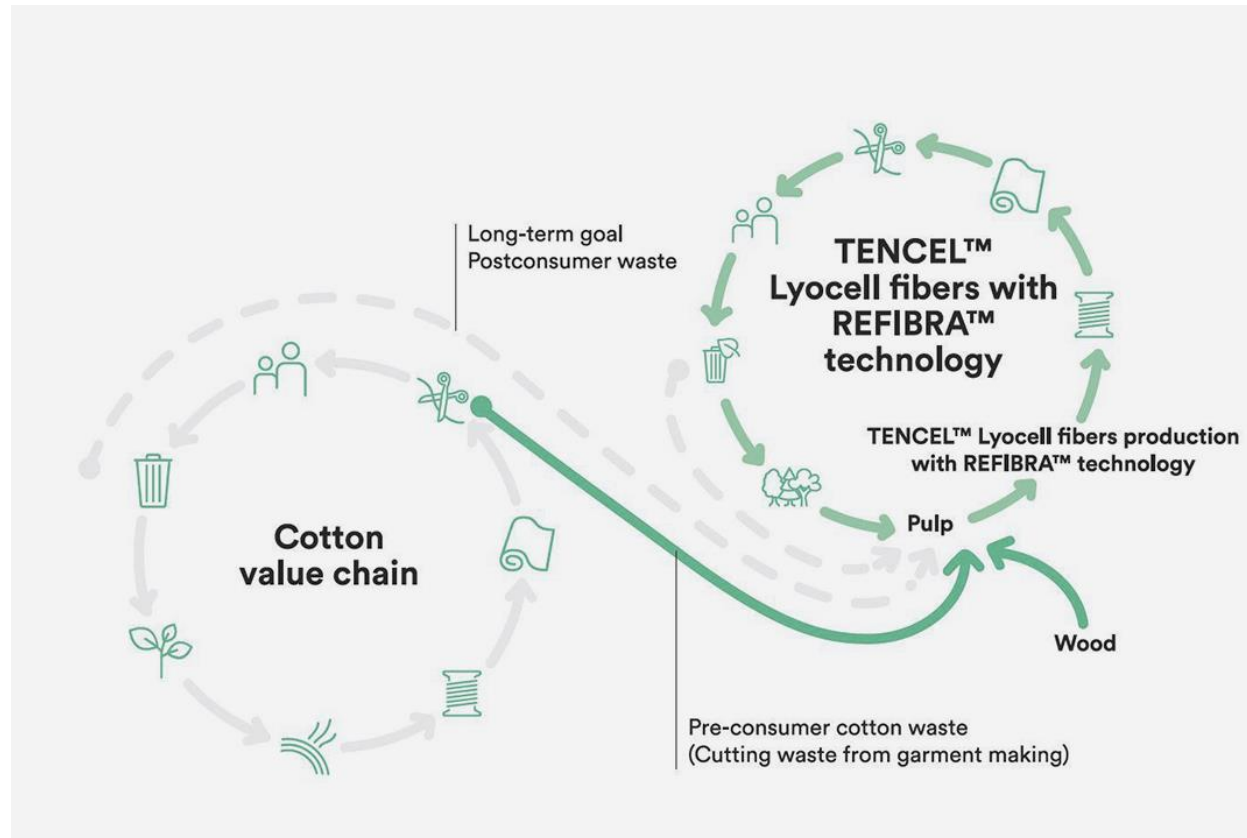 Long-term goal
Postconsumer waste
TENCEL™
Lyocell fibers with
REFIBRA™
technology
TENCEL™ Lyocell fibers production
with REFIBRA™ technology
Pulp
Cotton
value chain
Wood
Pre-consumer cotton waste
(Cutting waste from garment making)